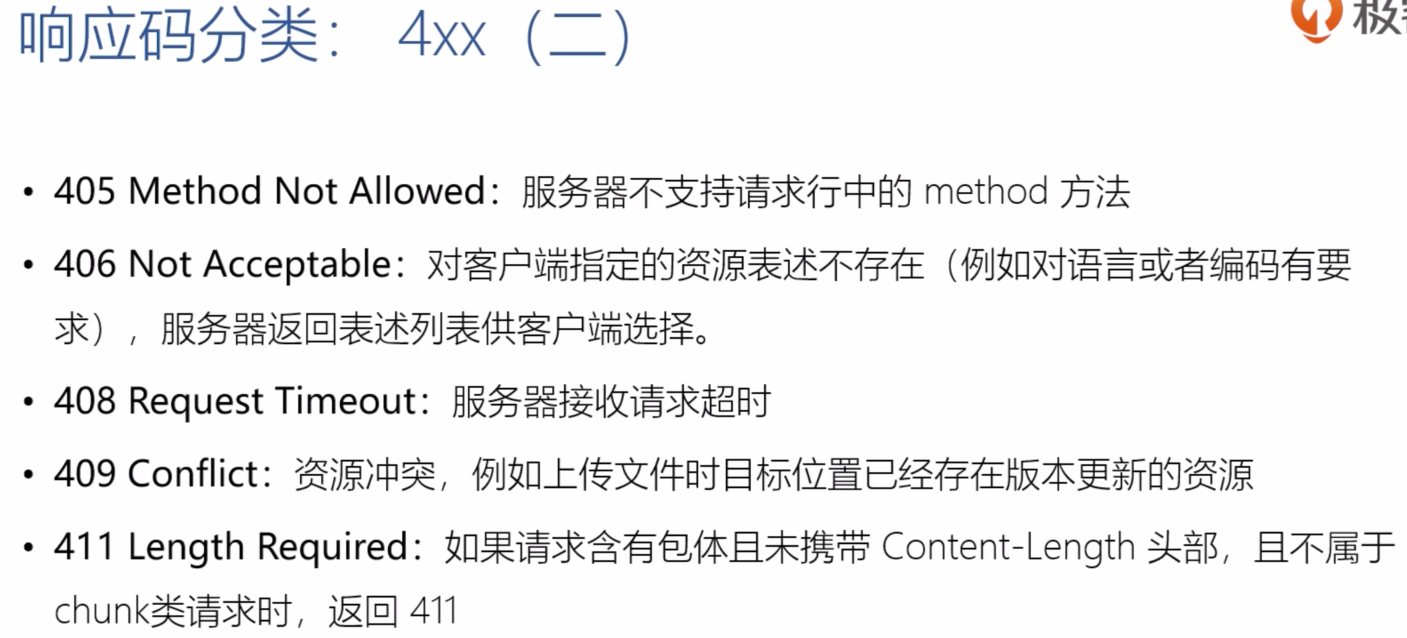 响应码分类： 4xx（二）
极
• 405 Method Not Allowed：服务器不支持请求行中的 method 方法
• 406 Not Acceptable：对客户端指定的资源表述不存在（例如对语言或者编码有要
求），服务器返回表述列表供客户端选择。
• 408 Request Timeout：服务器接收请求超时
• 409 Conflict：资源冲突，例如上传文件时目标位置已经存在版本更新的资源
• 411 Length Required：如果请求含有包体且未携带 Content-Length 头部，且不属于
chunk类请求时，返回 411